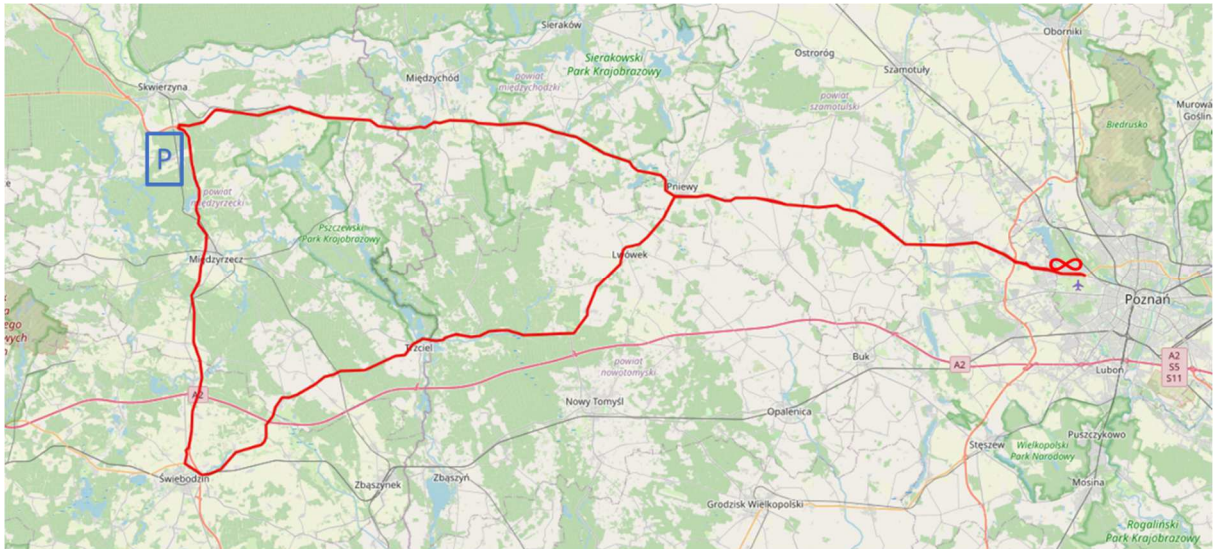 Sieraków
Oborniki
Ostroróg
Sierakowski
Park Krajobrazowy
Szamotuły
Międzychód
powiat
międzychodzki
Skwierzyna
powiat
szamotulski
Murowa
Goślin
Biedrusko
P
Pniewy
powiat
międzyrzecki
Pszczewski
Park Krajobrazowy
Lwówek
Międzyrzecz
Poznań
Trzciel
powiat
nowotomyski
Buk
A2
A2
S5
S11
Luboń
A2
Nowy Tomyśl
Opalenica
Puszczykowo
Stęszew
Wielkopolski
Park Narodowy
Świebodzin
Zbąszynek
Zbąszyń
Mosina
Grodzisk Wielkopolski
Rogaliński
Park Krajobrazowy